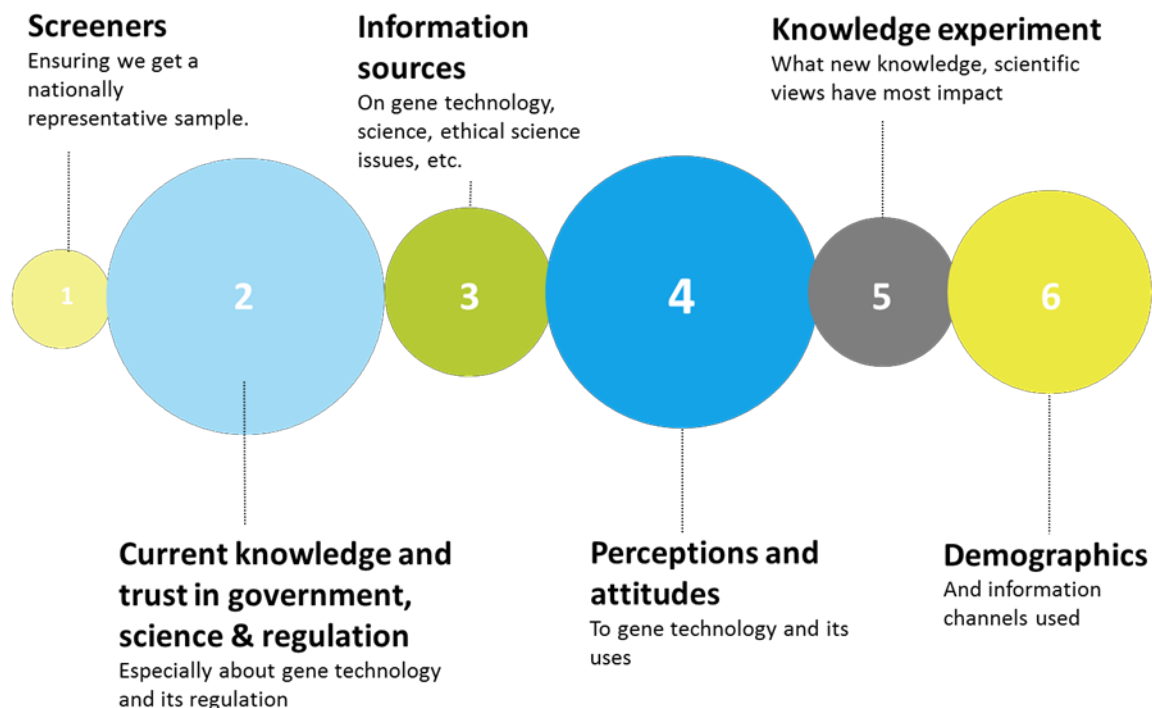 Screeners
Ensuring we get a
nationally
representative sample.
Information
sources
On gene technology,
science, ethical science
issues, etc.
Knowledge experiment
What new knowledge, scientific
views have most impact
1
2
3
4
5
6
Current knowledge and
trust in government,
science & regulation
Especially about gene technology
and its regulation
Perceptions and
attitudes
To gene technology and its
uses
Demographics
And information
channels used